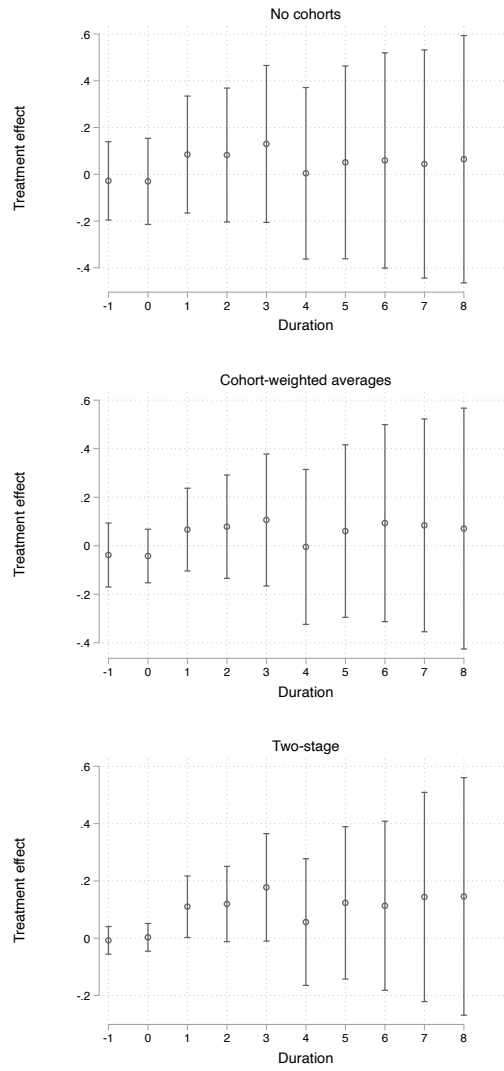 No cohorts
Treatment effect
.6
.4
.2
0
-.2
-.4
-1 0 1 2 3 4 5 6 7 8
Duration
Cohort-weighted averages
Treatment effect
.6
.4
.2
0
-.2
-.4
-1 0 1 2 3 4 5 6 7 8
Duration
Two-stage
Treatment effect
.6
.4
.2
0
-.2
-1 0 1 2 3 4 5 6 7 8
Duration